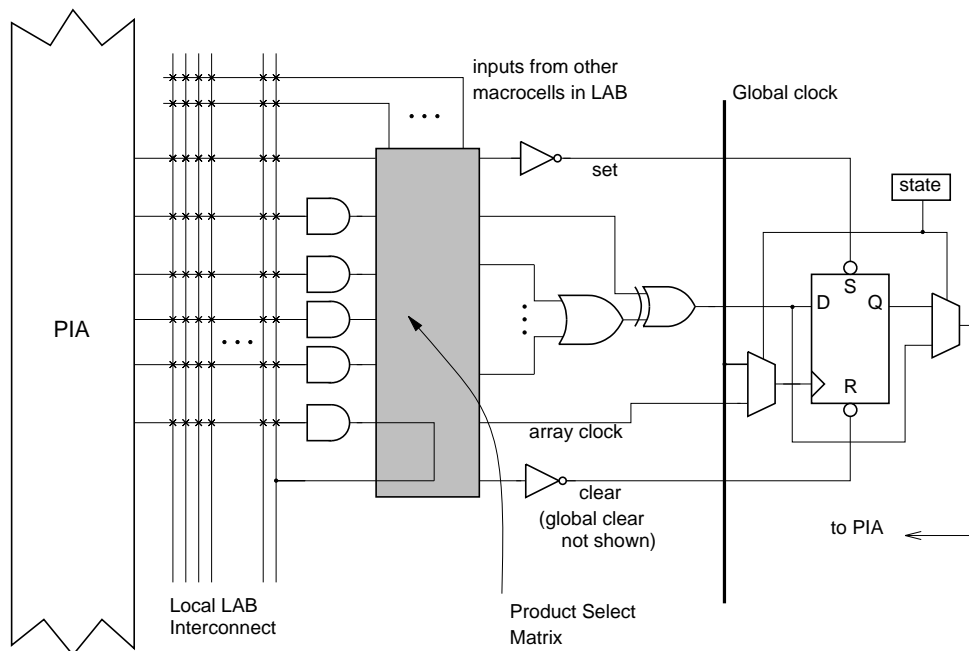 inputs from other
macrocells in LAB
Global clock
• • •
set
state
PIA
S
D
Q
• • •
R
array clock
clear
(global clear
not shown)
to PIA
Local LAB
Interconnect
Product Select
Matrix